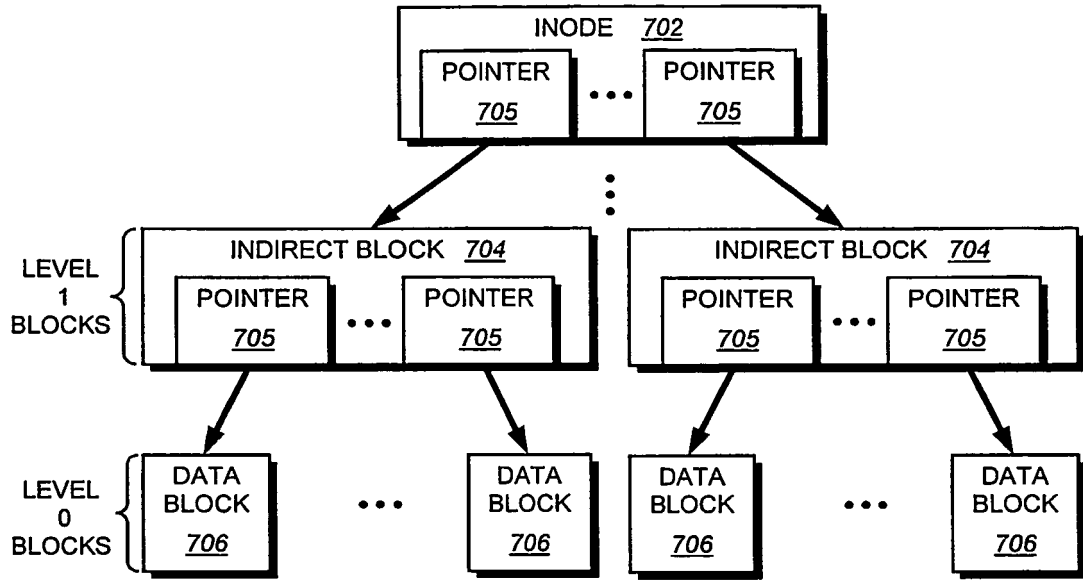 INODE 702
POINTER POINTER
705 705
INDIRECT BLOCK 704 INDIRECT BLOCK 704
LEVEL
1
BLOCKS
POINTER POINTER POINTER POINTER
705 705 705 705
LEVEL
0
BLOCKS
DATA
BLOCK
706
DATA
BLOCK
706
DATA
BLOCK
706
DATA
BLOCK
706